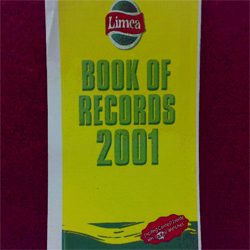 Limca
BOOK OF
RECORDS
2001